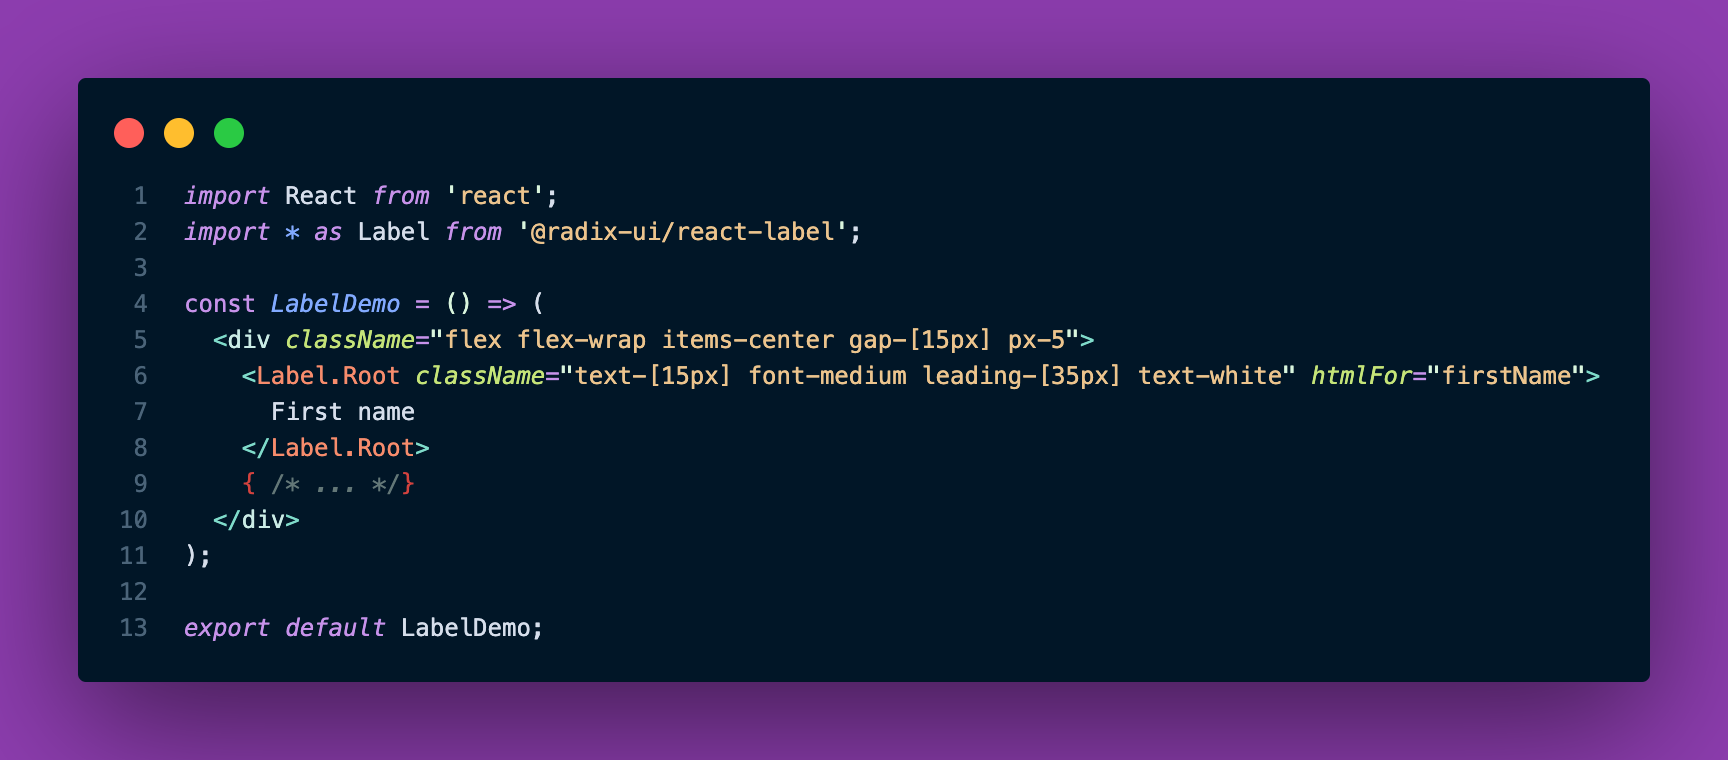 1 import React from 'react';
2 import * as Label from '@radix-ui/react-label';
3
4 const LabelDemo = () => (
5   <div className="flex flex-wrap items-center gap-[15px] px-5">
6     <Label.Root className="text-[15px] font-medium leading-[35px] text-white" htmlFor="firstName">
7       First name
8     </Label.Root>
9     { /* ... */}
10   </div>
11 );
12
13 export default LabelDemo;